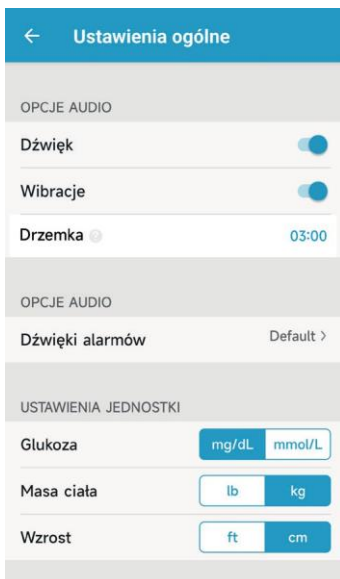 Ustawienia ogólne
OPCJE AUDIO
Dźwięk
Wibracje
Drzemka ? 03:00
OPCJE AUDIO
Dźwięki alarmów Default >
USTAWIENIA JEDNOSTKI
Glukoza mg/dL mmol/L
Masa ciała lb kg
Wzrost ft cm